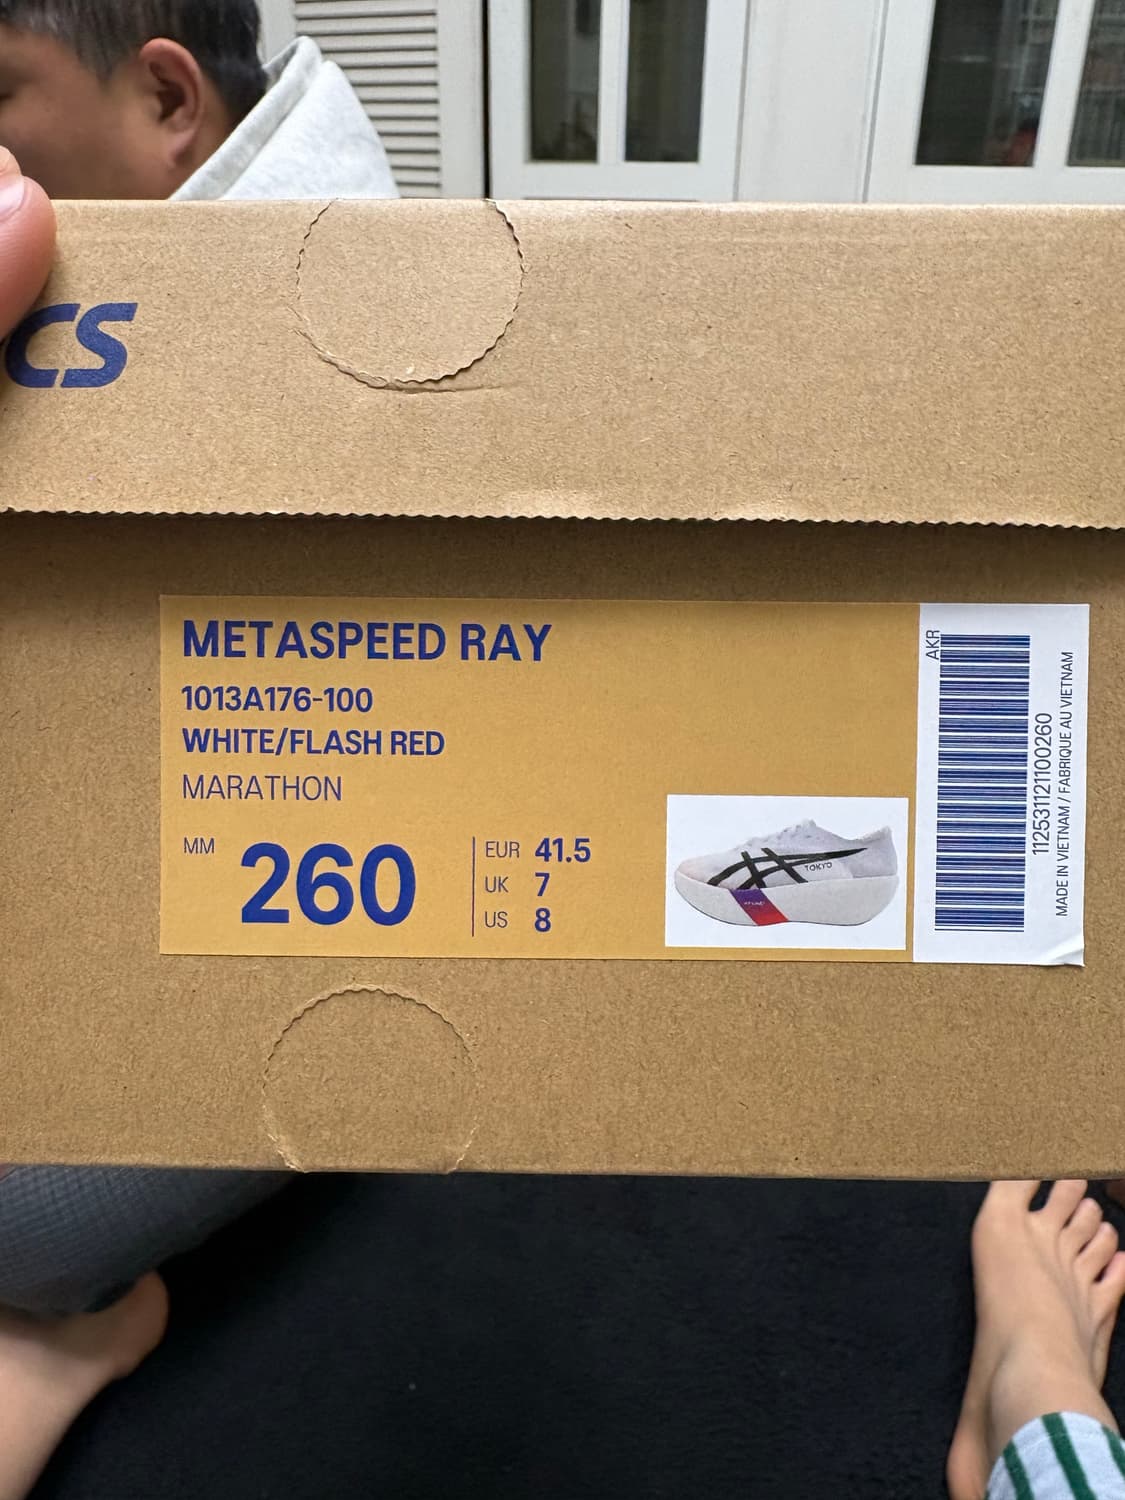 CS
METASPEED RAY
1013A176-100
WHITE/FLASH RED
MARATHON
MM 260
EUR 41.5
UK 7
US 8
TOKYO
AKR
112531121100260
MADE IN VIETNAM / FABRIQUE AU VIETNAM